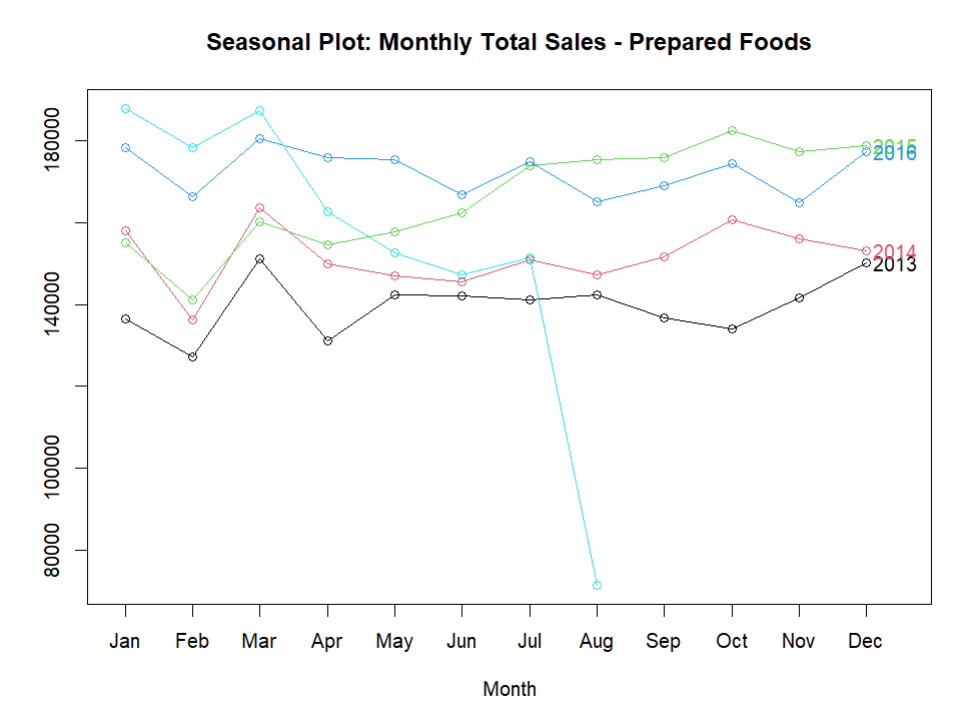 Seasonal Plot: Monthly Total Sales - Prepared Foods
180000
140000
100000
80000
2015
2016
2014
2013
Jan Feb Mar Apr May Jun Jul Aug Sep Oct Nov Dec
Month